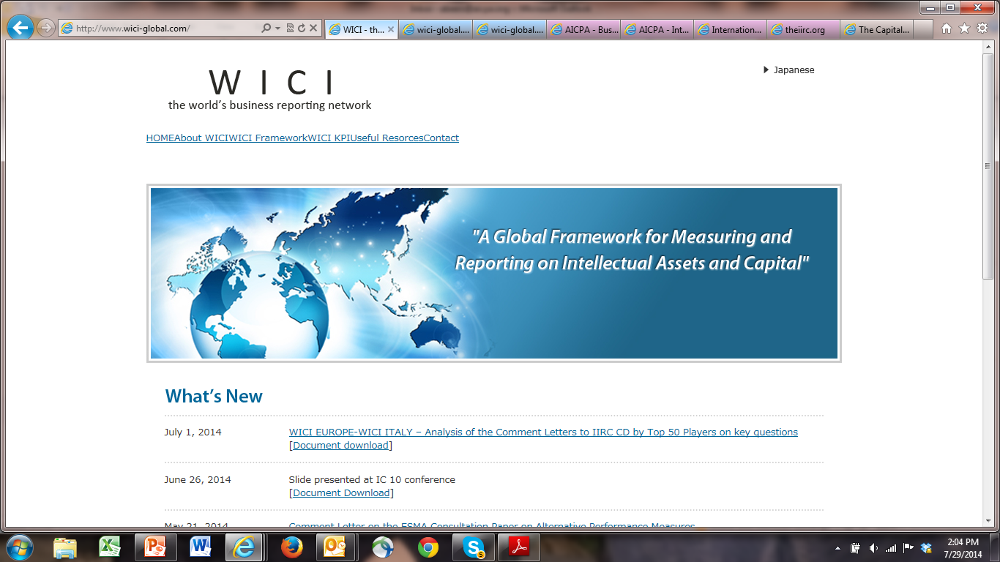 http://www.wici-global.com/
WICI - th...
wici-global....
wici-global....
AICPA - Bus...
AICPA - Int...
Internation...
theiirc.org
The Capital...
W I C I
the world's business reporting network
Japanese
HOMEAbout WICIWICI FrameworkWICI KPIUseful ResorcesContact
"A Global Framework for Measuring and
Reporting on Intellectual Assets and Capital"
What's New
July 1, 2014
WICI EUROPE-WICI ITALY – Analysis of the Comment Letters to IIRC CD by Top 50 Players on key questions
[Document download]
June 26, 2014
Slide presented at IC 10 conference
[Document Download]
May 21, 2014
Comment Letter on the ESMA Consultation Paper on Alternative Performance Measures
5
2:04 PM
7/29/2014